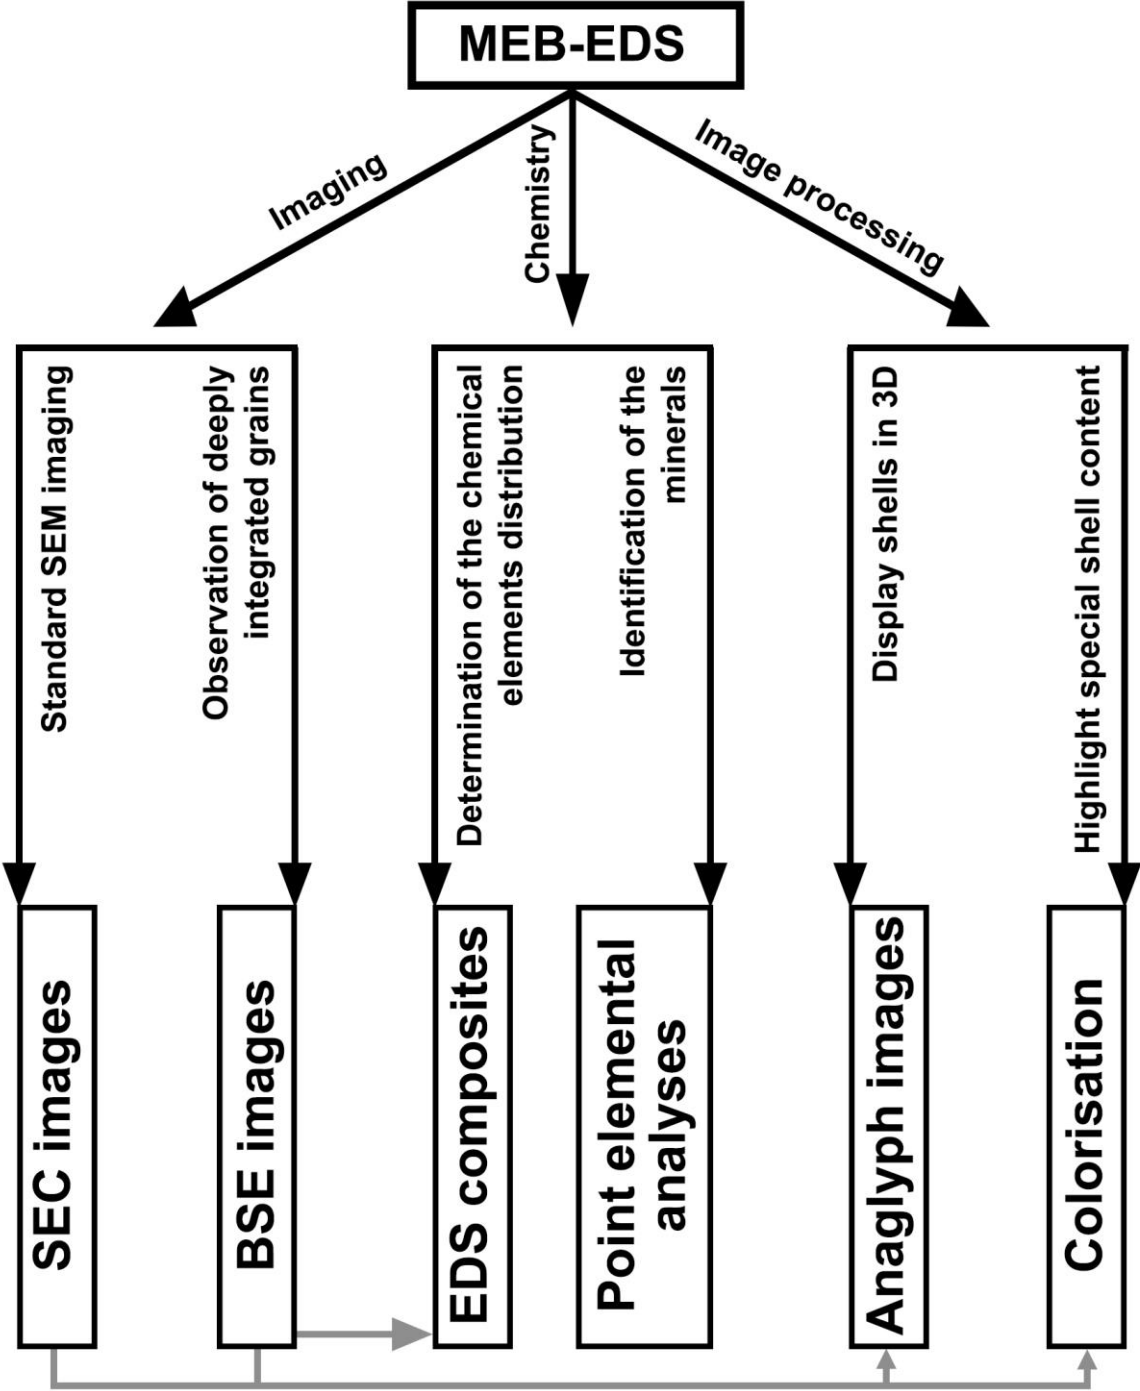 MEB-EDS
Imaging
Chemistry
Image processing
Standard SEM imaging
Observation of deeply
integrated grains
Determination of the chemical
elements distribution
Identification of the
minerals
Display shells in 3D
Highlight special shell content
SEC images
BSE images
EDS composites
Point elemental
analyses
Anaglyph images
Colorisation